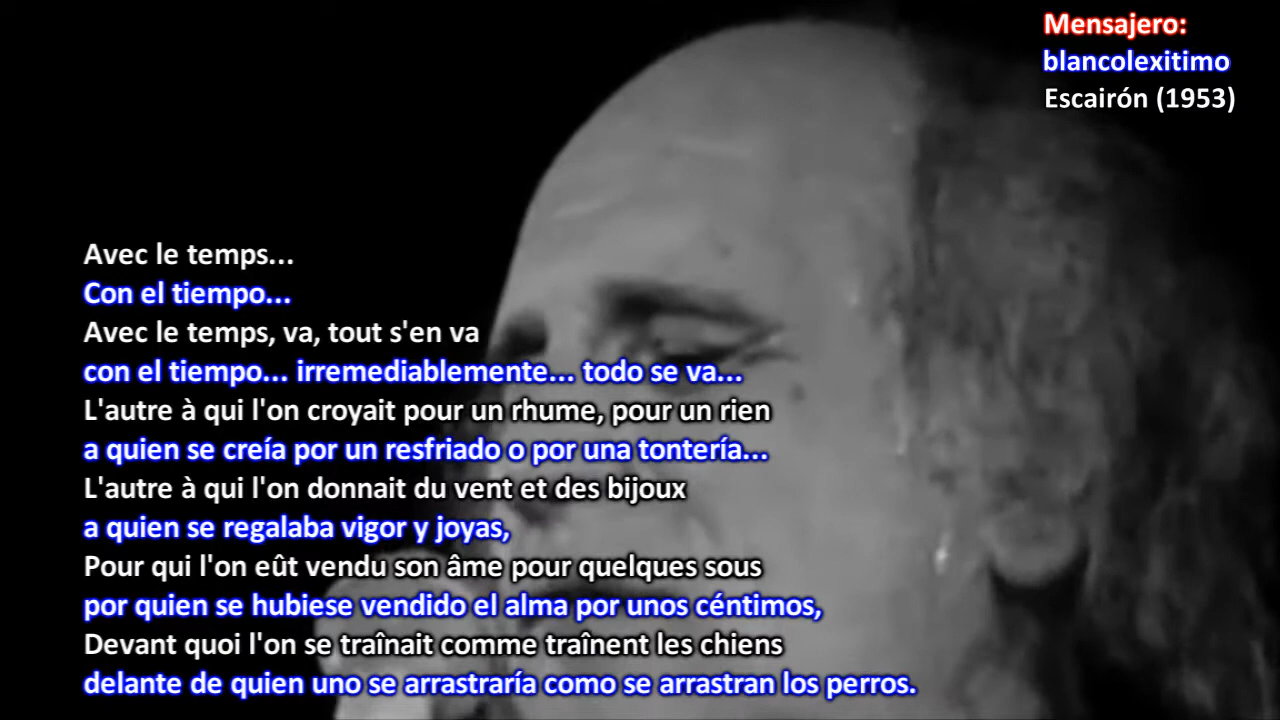 Mensajero:
blancolexitimo
Escairón (1953)
Avec le temps...
Con el tiempo...
Avec le temps, va, tout s'en va
con el tiempo... irremediablemente... todo se va...
L'autre à qui l'on croyait pour un rhume, pour un rien
a quien se creía por un resfriado o por una tontería...
L'autre à qui l'on donnait du vent et des bijoux
a quien se regalaba vigor y joyas,
Pour qui l'on eût vendu son âme pour quelques sous
por quien se hubiese vendido el alma por unos céntimos,
Devant quoi l'on se traînait comme traînent les chiens
delante de quien uno se arrastraría como se arrastran los perros.